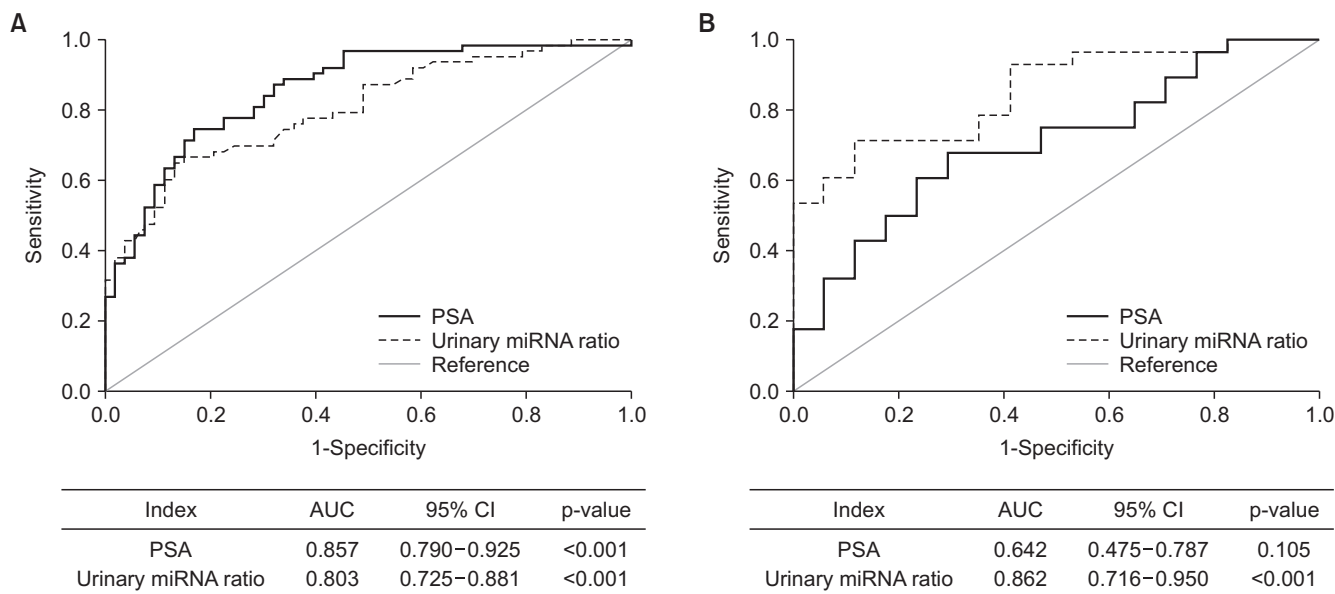 A
1.0
0.8
0.6
0.4
0.2
0.0
Sensitivity
PSA
Urinary miRNA ratio
Reference
0.0 0.2 0.4 0.6 0.8 1.0
1-Specificity
Index AUC 95% CI p-value
PSA 0.857 0.790−0.925 <0.001
Urinary miRNA ratio 0.803 0.725−0.881 <0.001
B
1.0
0.8
0.6
0.4
0.2
0.0
Sensitivity
PSA
Urinary miRNA ratio
Reference
0.0 0.2 0.4 0.6 0.8 1.0
1-Specificity
Index AUC 95% CI p-value
PSA 0.642 0.475−0.787 0.105
Urinary miRNA ratio 0.862 0.716−0.950 <0.001